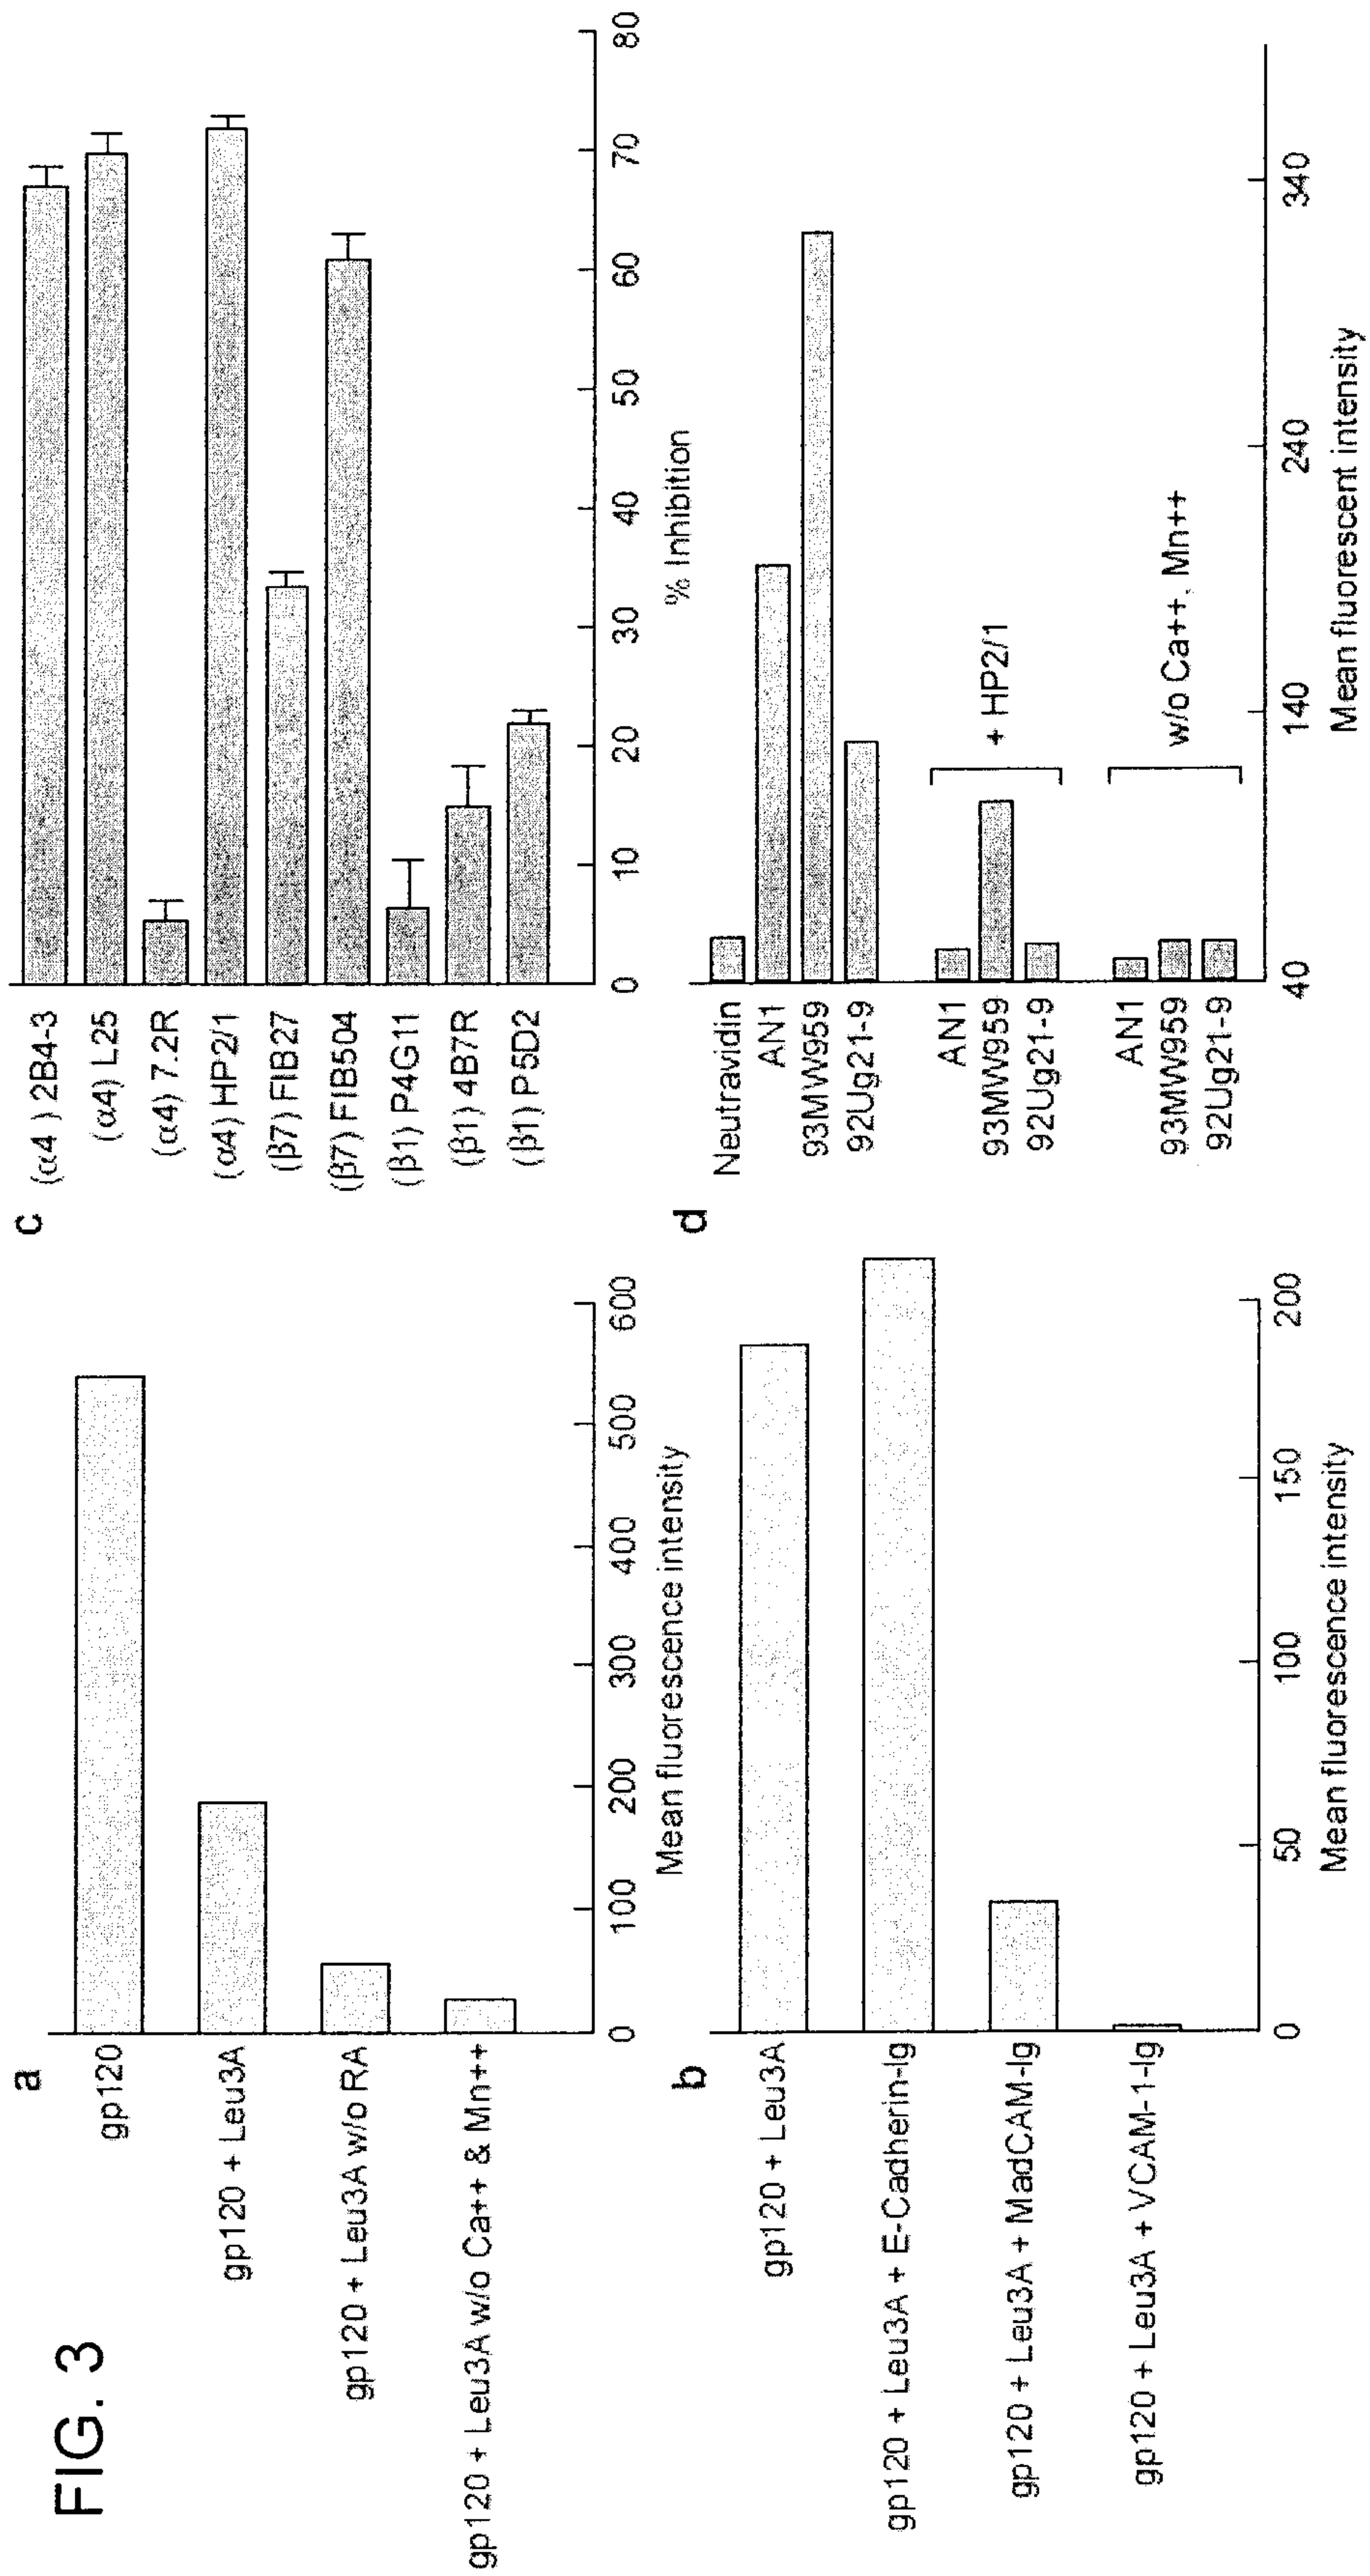 FIG. 3
a
gp120
gp120 + Leu3A
gp120 + Leu3A w/o RA
gp120 + Leu3A w/o Ca++ & Mn++
0 100 200 300 400 500 600
Mean fluorescence intensity
b
gp120 + Leu3A
gp120 + Leu3A + E-Cadherin-Ig
gp120 + Leu3A + MadCAM-Ig
gp120 + Leu3A + VCAM-1-Ig
0 50 100 150 200
Mean fluorescence intensity
c
(α4 ) 2B4-3
(α4) L25
(α4) 7.2R
(α4) HP2/1
(β7) FIB27
(β7) FIB504
(β1) P4G11
(β1) 4B7R
(β1) P5D2
0 10 20 30 40 50 60 70 80
% Inhibition
d
Neutravidin
AN1
93MW959
92Ug21-9
AN1
93MW959
92Ug21-9
+ HP2/1
AN1
93MW959
92Ug21-9
w/o Ca++, Mn++
40 140 240 340
Mean fluorescent intensity